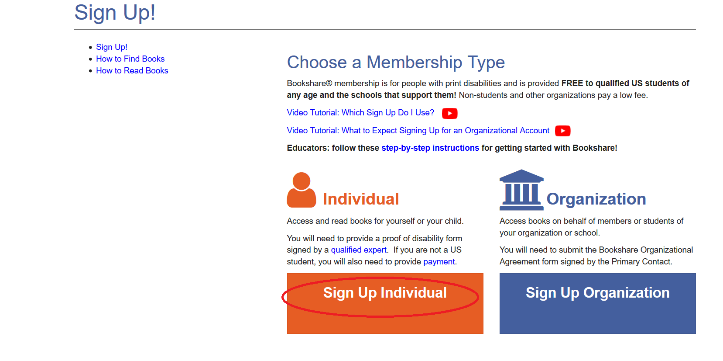 Sign Up!
Sign Up!
How to Find Books
How to Read Books
Choose a Membership Type
Bookshare® membership is for people with print disabilities and is provided FREE to qualified US students of
any age and the schools that support them! Non-students and other organizations pay a low fee.
Video Tutorial: Which Sign Up Do I Use?
Video Tutorial: What to Expect Signing Up for an Organizational Account
Educators: follow these step-by-step instructions for getting started with Bookshare!
Individual
Access and read books for yourself or your child.
You will need to provide a proof of disability form
signed by a qualified expert. If you are not a US
student, you will also need to provide payment.
Sign Up Individual
Organization
Access books on behalf of members or students of
your organization or school.
You will need to submit the Bookshare Organizational
Agreement form signed by the Primary Contact.
Sign Up Organization